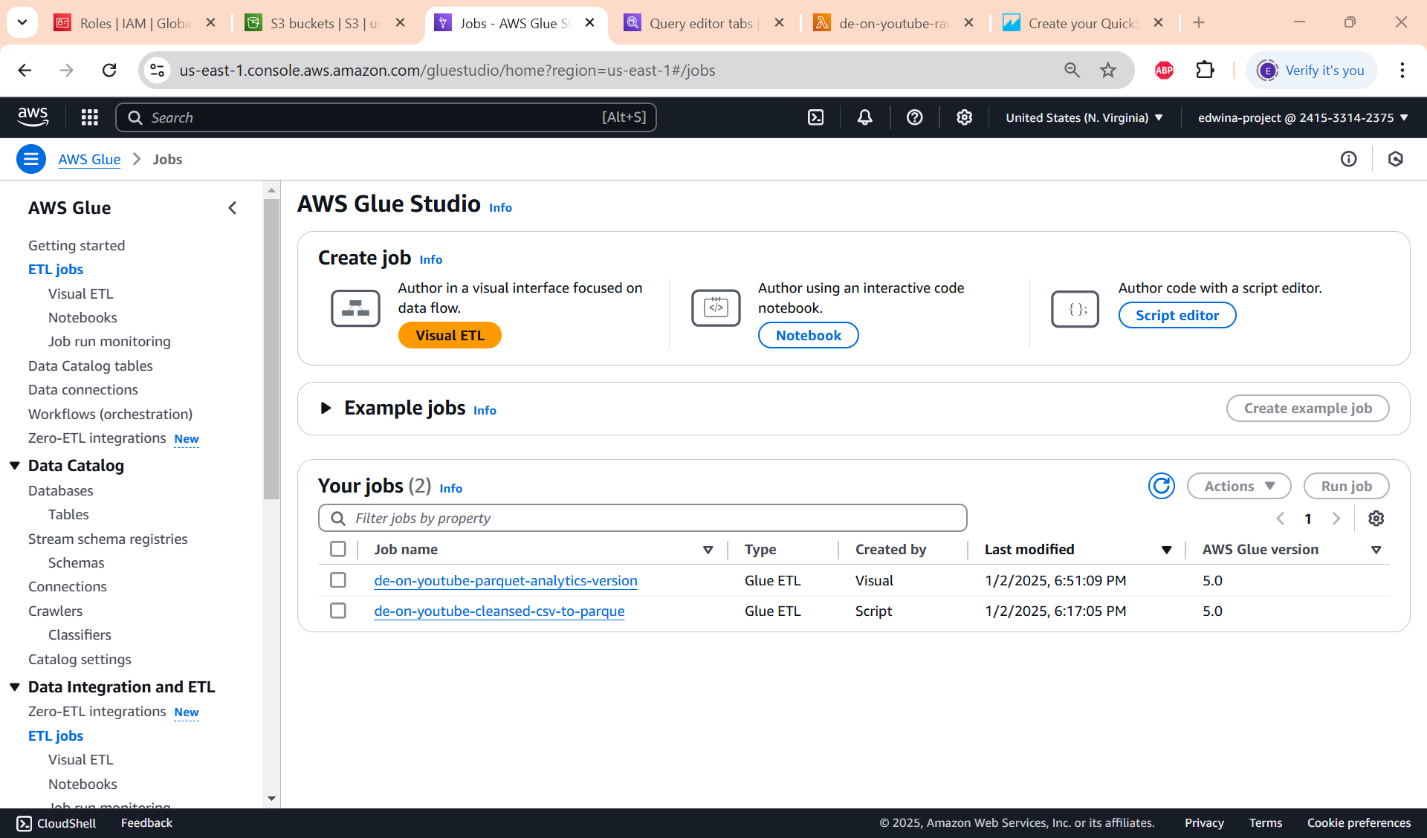 Roles | IAM | Globa
S3 buckets | S3 | us
Jobs - AWS Glue St
Query editor tabs |
de-on-youtube-rav
Create your QuickS
us-east-1.console.aws.amazon.com/gluestudio/home?region=us-east-1#/jobs
ABP
E
Verify it's you
aws
Search
[Alt+S]
United States (N. Virginia) ▼
edwina-project @ 2415-3314-2375 ▼
AWS Glue > Jobs
AWS Glue
Getting started
ETL jobs
Visual ETL
Notebooks
Job run monitoring
Data Catalog tables
Data connections
Workflows (orchestration)
Zero-ETL integrations New
Data Catalog
Databases
Tables
Stream schema registries
Schemas
Connections
Crawlers
Classifiers
Catalog settings
Data Integration and ETL
Zero-ETL integrations New
ETL jobs
Visual ETL
Notebooks
Job run monitoring
AWS Glue Studio Info
Create job Info
Author in a visual interface focused on
data flow.
Visual ETL
Author using an interactive code
notebook.
Notebook
Author code with a script editor.
Script editor
Example jobs Info
Create example job
Your jobs (2) Info
Actions ▼
Run job
Filter jobs by property
1
Job name Type Created by Last modified AWS Glue version
de-on-youtube-parquet-analytics-version Glue ETL Visual 1/2/2025, 6:51:09 PM 5.0
de-on-youtube-cleansed-csv-to-parque Glue ETL Script 1/2/2025, 6:17:05 PM 5.0
CloudShell
Feedback
© 2025, Amazon Web Services, Inc. or its affiliates.
Privacy
Terms
Cookie preferences